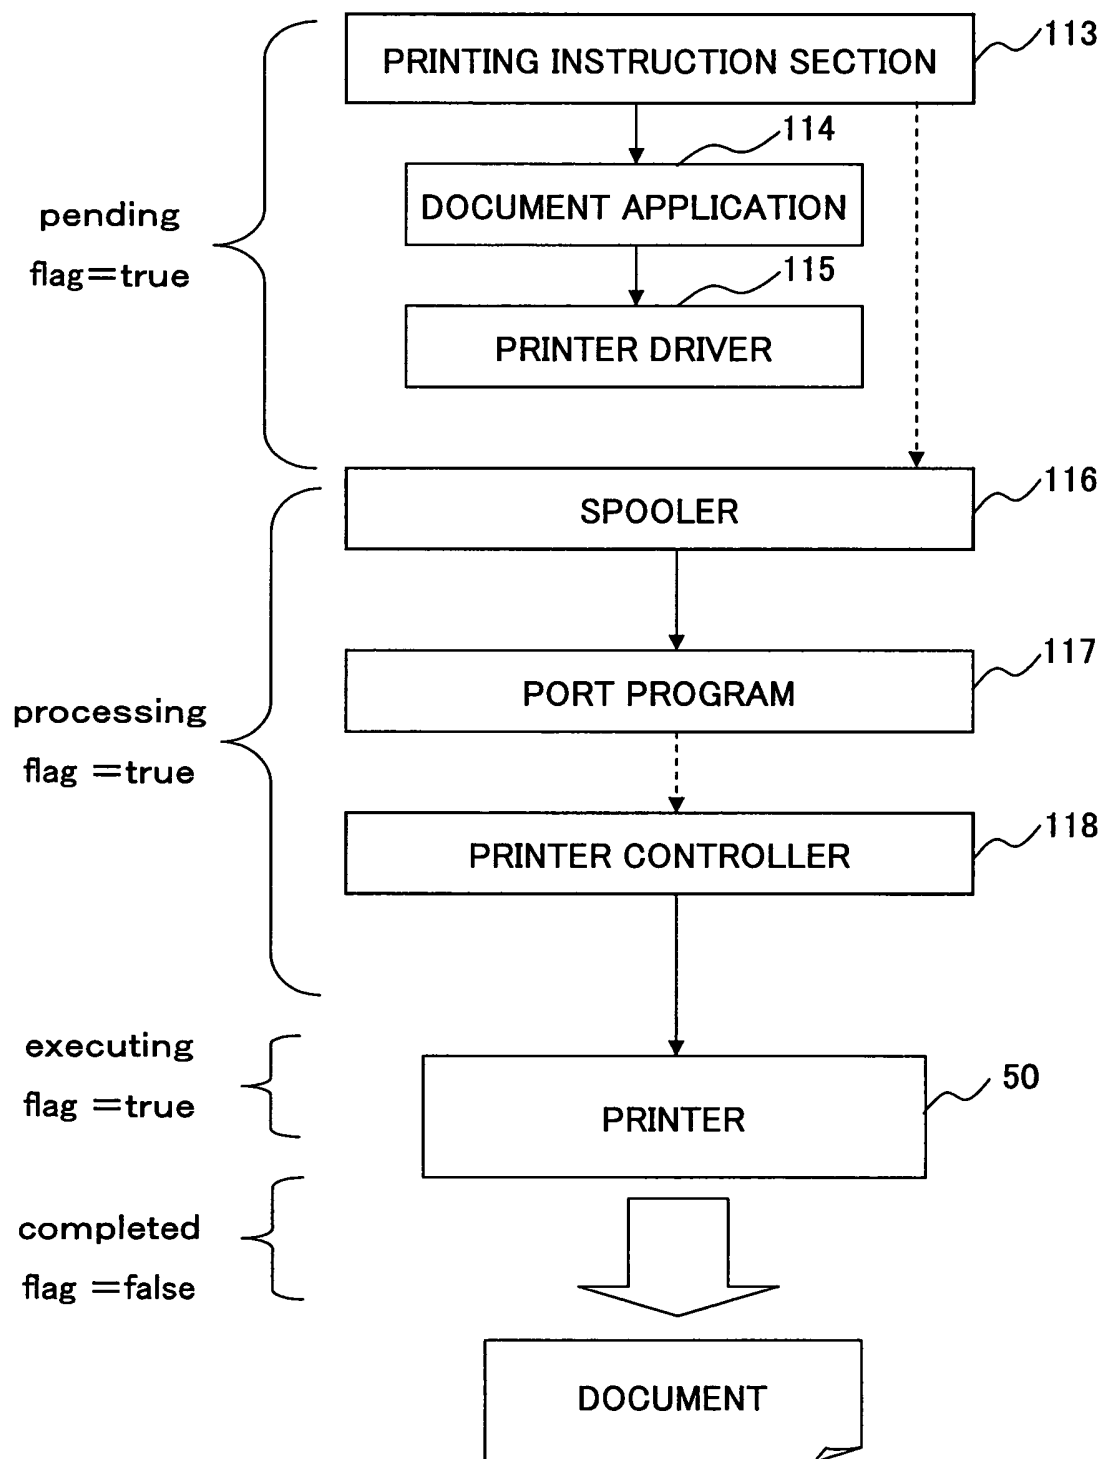 PRINTING INSTRUCTION SECTION
113
114
DOCUMENT APPLICATION
pending
flag=true
115
PRINTER DRIVER
116
SPOOLER
117
PORT PROGRAM
processing
flag =true
118
PRINTER CONTROLLER
executing
flag =true
50
PRINTER
completed
flag =false
DOCUMENT